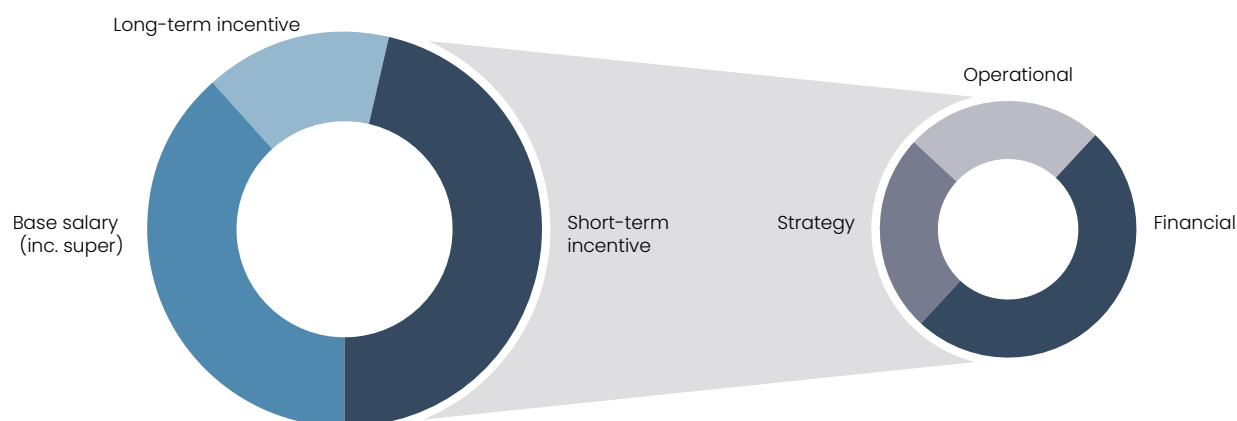 Long-term incentive
Base salary
(inc. super)
Short-term
incentive
Operational
Strategy
Financial